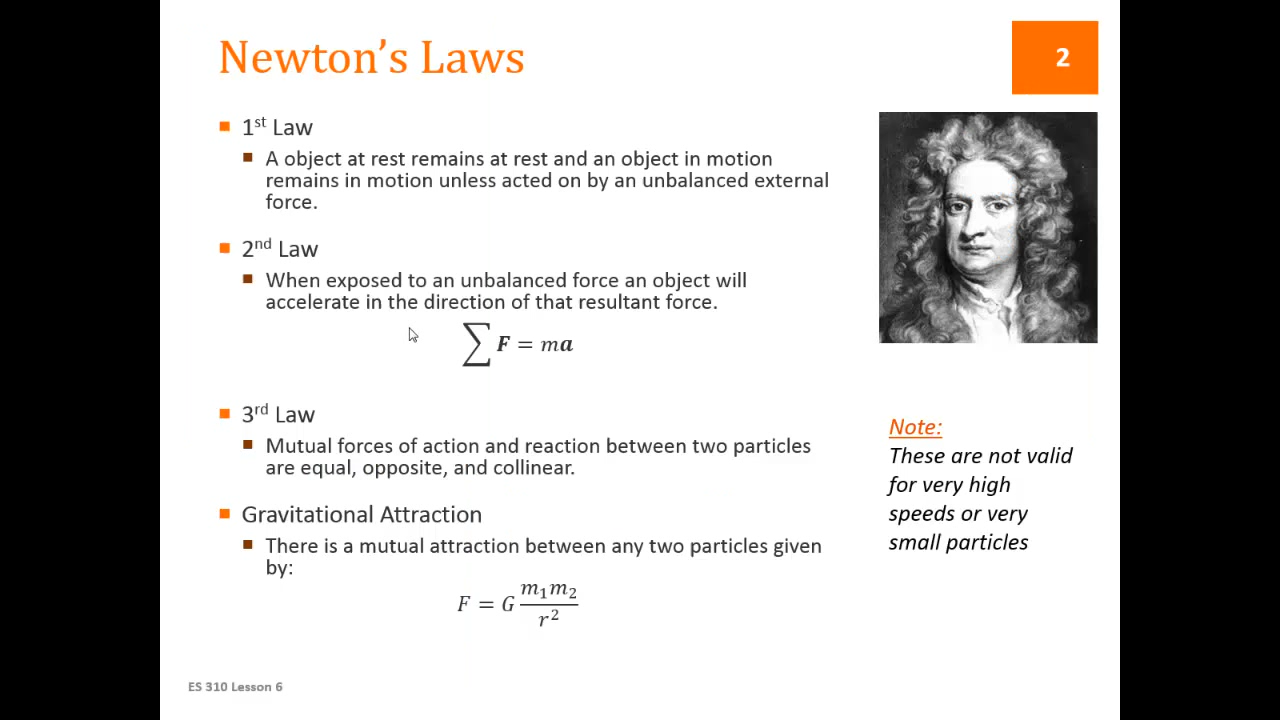 Newton's Laws
2
1st Law
A object at rest remains at rest and an object in motion
remains in motion unless acted on by an unbalanced external
force.
2nd Law
When exposed to an unbalanced force an object will
accelerate in the direction of that resultant force.
∑ F = ma
3rd Law
Mutual forces of action and reaction between two particles
are equal, opposite, and collinear.
Gravitational Attraction
There is a mutual attraction between any two particles given
by:
F = G m₁m₂ / r²
Note:
These are not valid
for very high
speeds or very
small particles
ES 310 Lesson 6